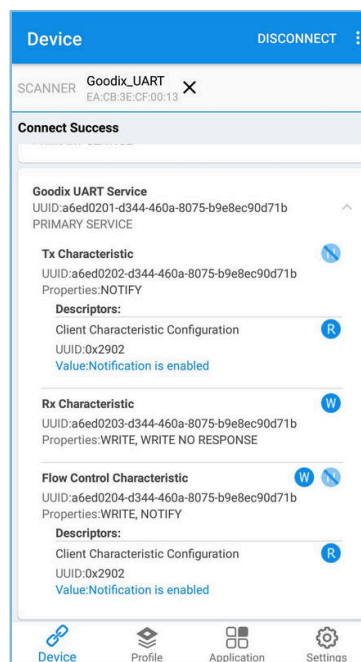 Device
DISCONNECT
SCANNER
Goodix_UART
EA:CB:3E:CF:00:13
Connect Success
Goodix UART Service
UUID:a6ed0201-d344-460a-8075-b9e8ec90d71b
PRIMARY SERVICE
Tx Characteristic
UUID:a6ed0202-d344-460a-8075-b9e8ec90d71b
Properties:NOTIFY
Descriptors:
Client Characteristic Configuration
R
UUID:0x2902
Value:Notification is enabled
Rx Characteristic
W
UUID:a6ed0203-d344-460a-8075-b9e8ec90d71b
Properties:WRITE, WRITE NO RESPONSE
Flow Control Characteristic
W
UUID:a6ed0204-d344-460a-8075-b9e8ec90d71b
Properties:WRITE, NOTIFY
Descriptors:
Client Characteristic Configuration
R
UUID:0x2902
Value:Notification is enabled
Device
Profile
Application
Settings